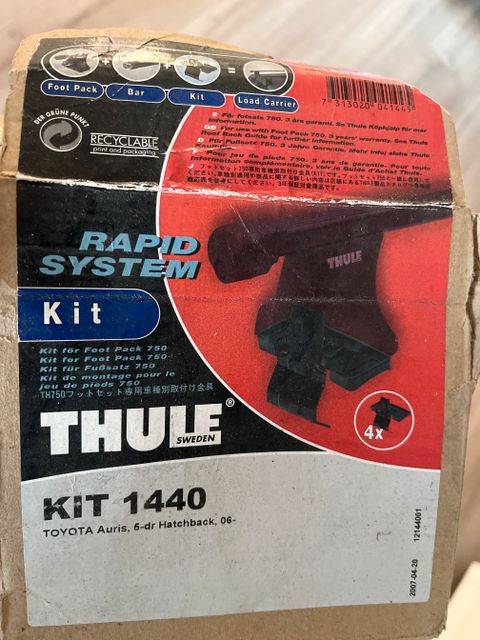 Foot Pack
Bar
Kit
Load Carrier
DER GRÜNE PUNKT
RECYCLABLE
print and packaging
7 313020 041443
S För fotsats 750. 3 års garanti. Se Thule Köphjälp för mer
information.
GB For use with Foot Pack 750. 3 years' warranty. See Thule
Roof Rack Guide for further information.
D Für Fußsatz 750. 3 Jahre Garantie. Mehr Info; siehe Thule
jeu de pieds 750. 3 ans de garantie. Pour toute
information complémentaire, voir le Guide d'Achat Thule.
RAPID
SYSTEM
THULE
Kit
Kit för Foot Pack 750
Kit for Foot Pack 750
Kit für Fußsatz 750
Kit de montage pour le
jeu de pieds 750
TH750フットセット専用車種別取付け金具
4x
THULE®
SWEDEN
KIT 1440
TOYOTA Auris, 5-dr Hatchback, 06-
2007-04-20
12144001